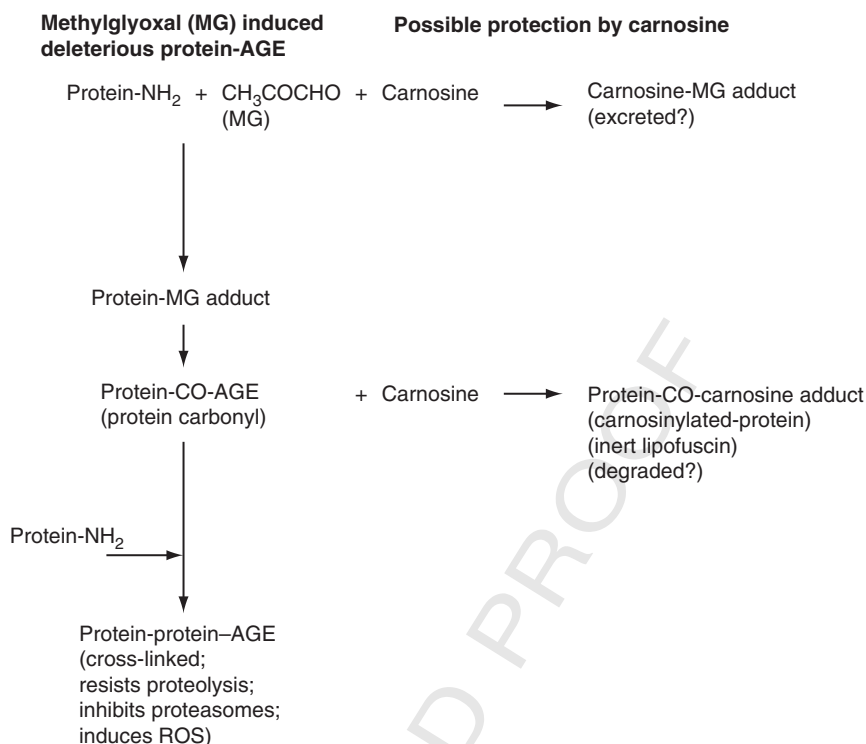 Methylglyoxal (MG) induced
deleterious protein-AGE
Possible protection by carnosine
Protein-NH₂ + CH₃COCHO + Carnosine
(MG)
Carnosine-MG adduct
(excreted?)
Protein-MG adduct
Protein-CO-AGE
(protein carbonyl)
+ Carnosine
Protein-CO-carnosine adduct
(carnosinylated-protein)
(inert lipofuscin)
(degraded?)
Protein-NH₂
Protein-protein–AGE
(cross-linked;
resists proteolysis;
inhibits proteasomes;
induces ROS)
D PROOF